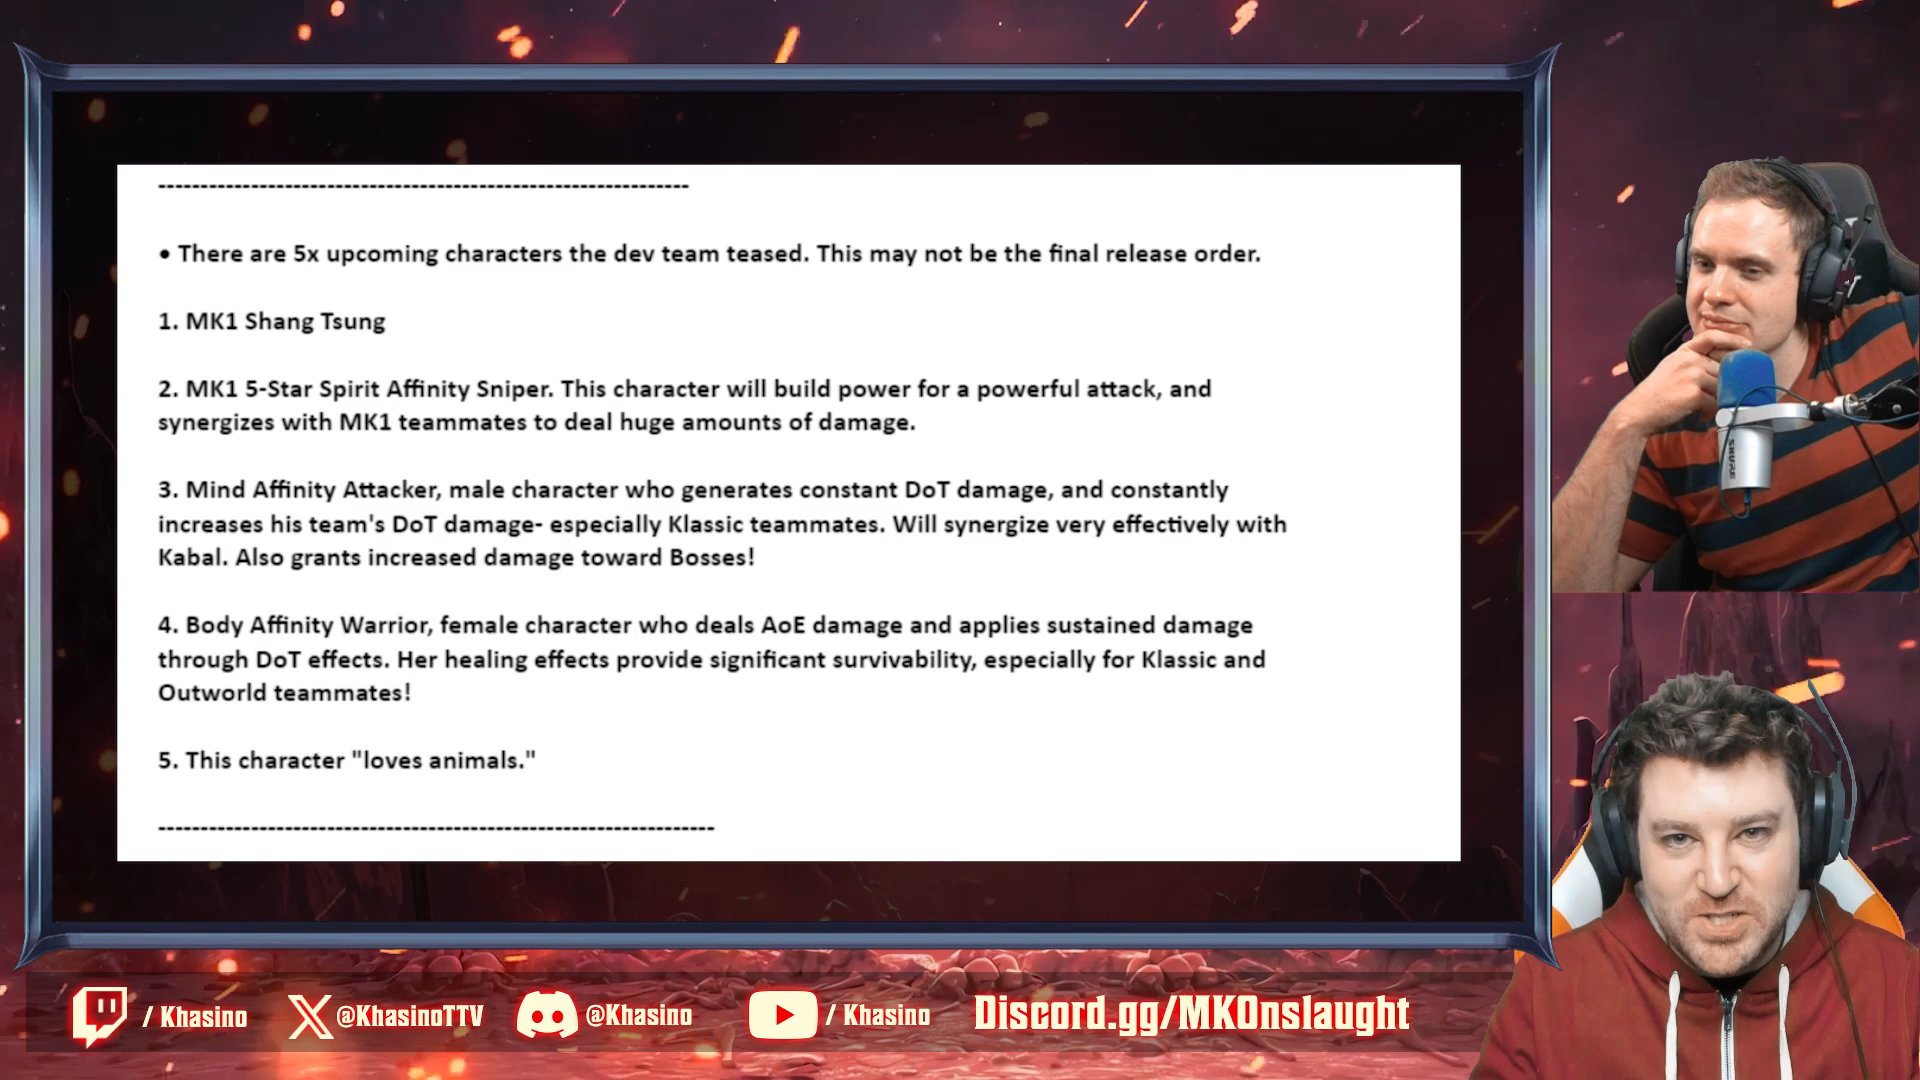 -----------------------------------------------------------------
• There are 5x upcoming characters the dev team teased. This may not be the final release order.
1. MK1 Shang Tsung
2. MK1 5-Star Spirit Affinity Sniper. This character will build power for a powerful attack, and
synergizes with MK1 teammates to deal huge amounts of damage.
3. Mind Affinity Attacker, male character who generates constant DoT damage, and constantly
increases his team's DoT damage- especially Klassic teammates. Will synergize very effectively with
Kabal. Also grants increased damage toward Bosses!
4. Body Affinity Warrior, female character who deals AoE damage and applies sustained damage
through DoT effects. Her healing effects provide significant survivability, especially for Klassic and
Outworld teammates!
5. This character "loves animals."
--------------------------------------------------------------------
SHURE
/ Khasino @KhasinoTTV @Khasino / Khasino Discord.gg/MKOnslaught